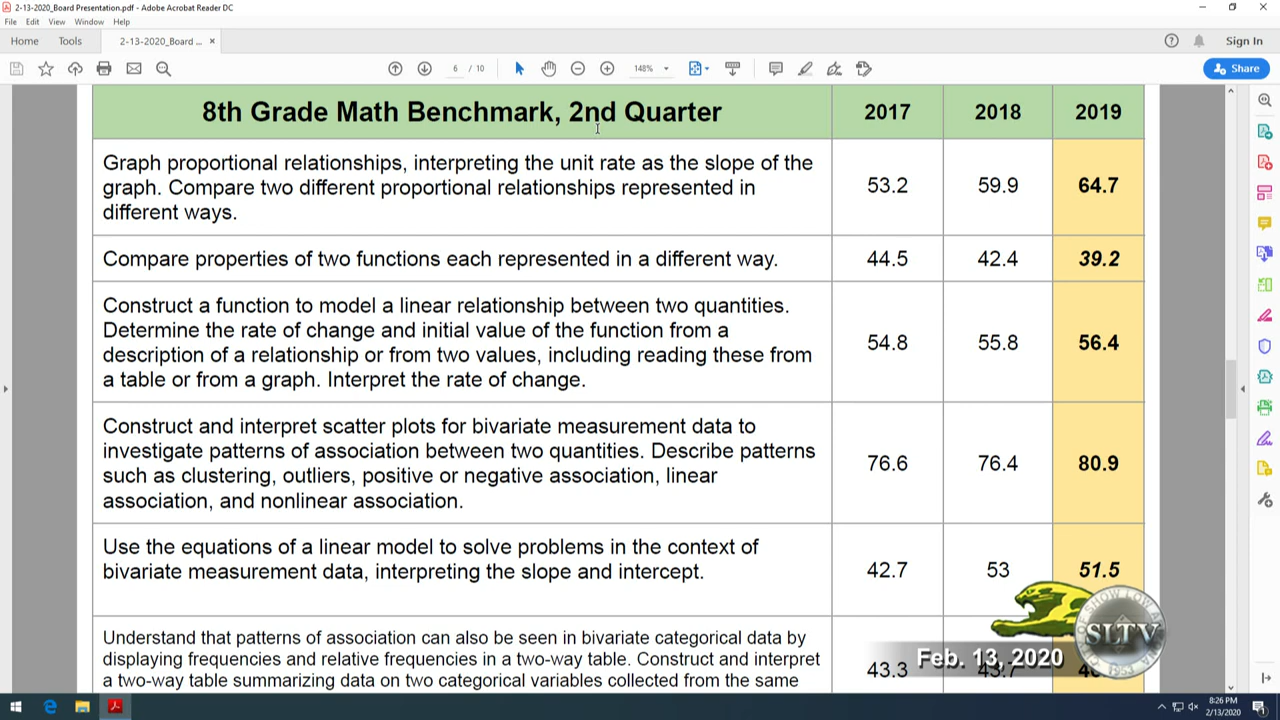 2-13-2020_Board Presentation.pdf - Adobe Acrobat Reader DC
File Edit View Window Help
Home Tools 2-13-2020_Board ... × Sign In
6 / 10 148% Share
8th Grade Math Benchmark, 2nd Quarter 2017 2018 2019
Graph proportional relationships, interpreting the unit rate as the slope of the
graph. Compare two different proportional relationships represented in
different ways.
53.2 59.9 64.7
Compare properties of two functions each represented in a different way. 44.5 42.4 39.2
Construct a function to model a linear relationship between two quantities.
Determine the rate of change and initial value of the function from a
description of a relationship or from two values, including reading these from
a table or from a graph. Interpret the rate of change.
54.8 55.8 56.4
Construct and interpret scatter plots for bivariate measurement data to
investigate patterns of association between two quantities. Describe patterns
such as clustering, outliers, positive or negative association, linear
association, and nonlinear association.
76.6 76.4 80.9
Use the equations of a linear model to solve problems in the context of
bivariate measurement data, interpreting the slope and intercept.
42.7 53 51.5
Understand that patterns of association can also be seen in bivariate categorical data by
displaying frequencies and relative frequencies in a two-way table. Construct and interpret
a two-way table summarizing data on two categorical variables collected from the same
43.3
SLTV
Feb. 13, 2020
8:26 PM
2/13/2020